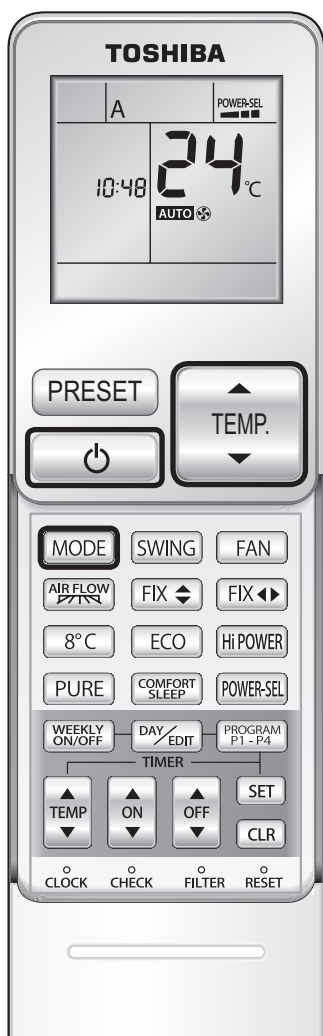 TOSHIBA
A POWER-SEL
10:48 24 °C
AUTO
PRESET
TEMP.
MODE SWING FAN
AIR FLOW FIX FIX
8°C ECO Hi POWER
PURE COMFORT SLEEP POWER-SEL
WEEKLY ON/OFF DAY/EDIT PROGRAM P1 - P4
TIMER
TEMP ON OFF SET
CLR
CLOCK CHECK FILTER RESET